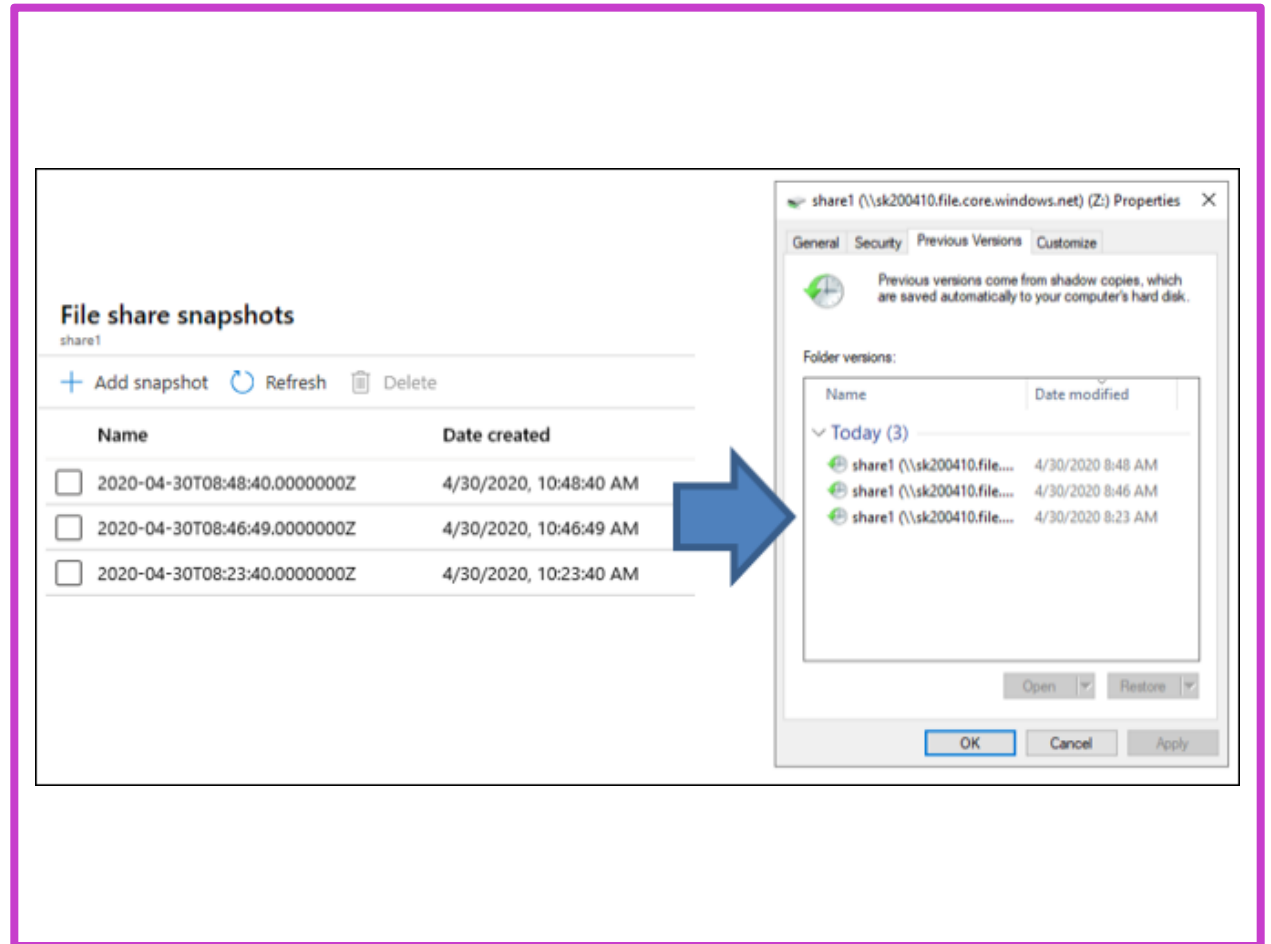 File share snapshots
share1
Add snapshot Refresh Delete
Name Date created
2020-04-30T08:48:40.0000000Z 4/30/2020, 10:48:40 AM
2020-04-30T08:46:49.0000000Z 4/30/2020, 10:46:49 AM
2020-04-30T08:23:40.0000000Z 4/30/2020, 10:23:40 AM
share1 (\\sk200410.file.core.windows.net) (Z:) Properties
General Security Previous Versions Customize
Previous versions come from shadow copies, which
are saved automatically to your computer's hard disk.
Folder versions:
Name Date modified
Today (3)
share1 (\\sk200410.file.... 4/30/2020 8:48 AM
share1 (\\sk200410.file.... 4/30/2020 8:46 AM
share1 (\\sk200410.file.... 4/30/2020 8:23 AM
Open Restore
OK Cancel Apply